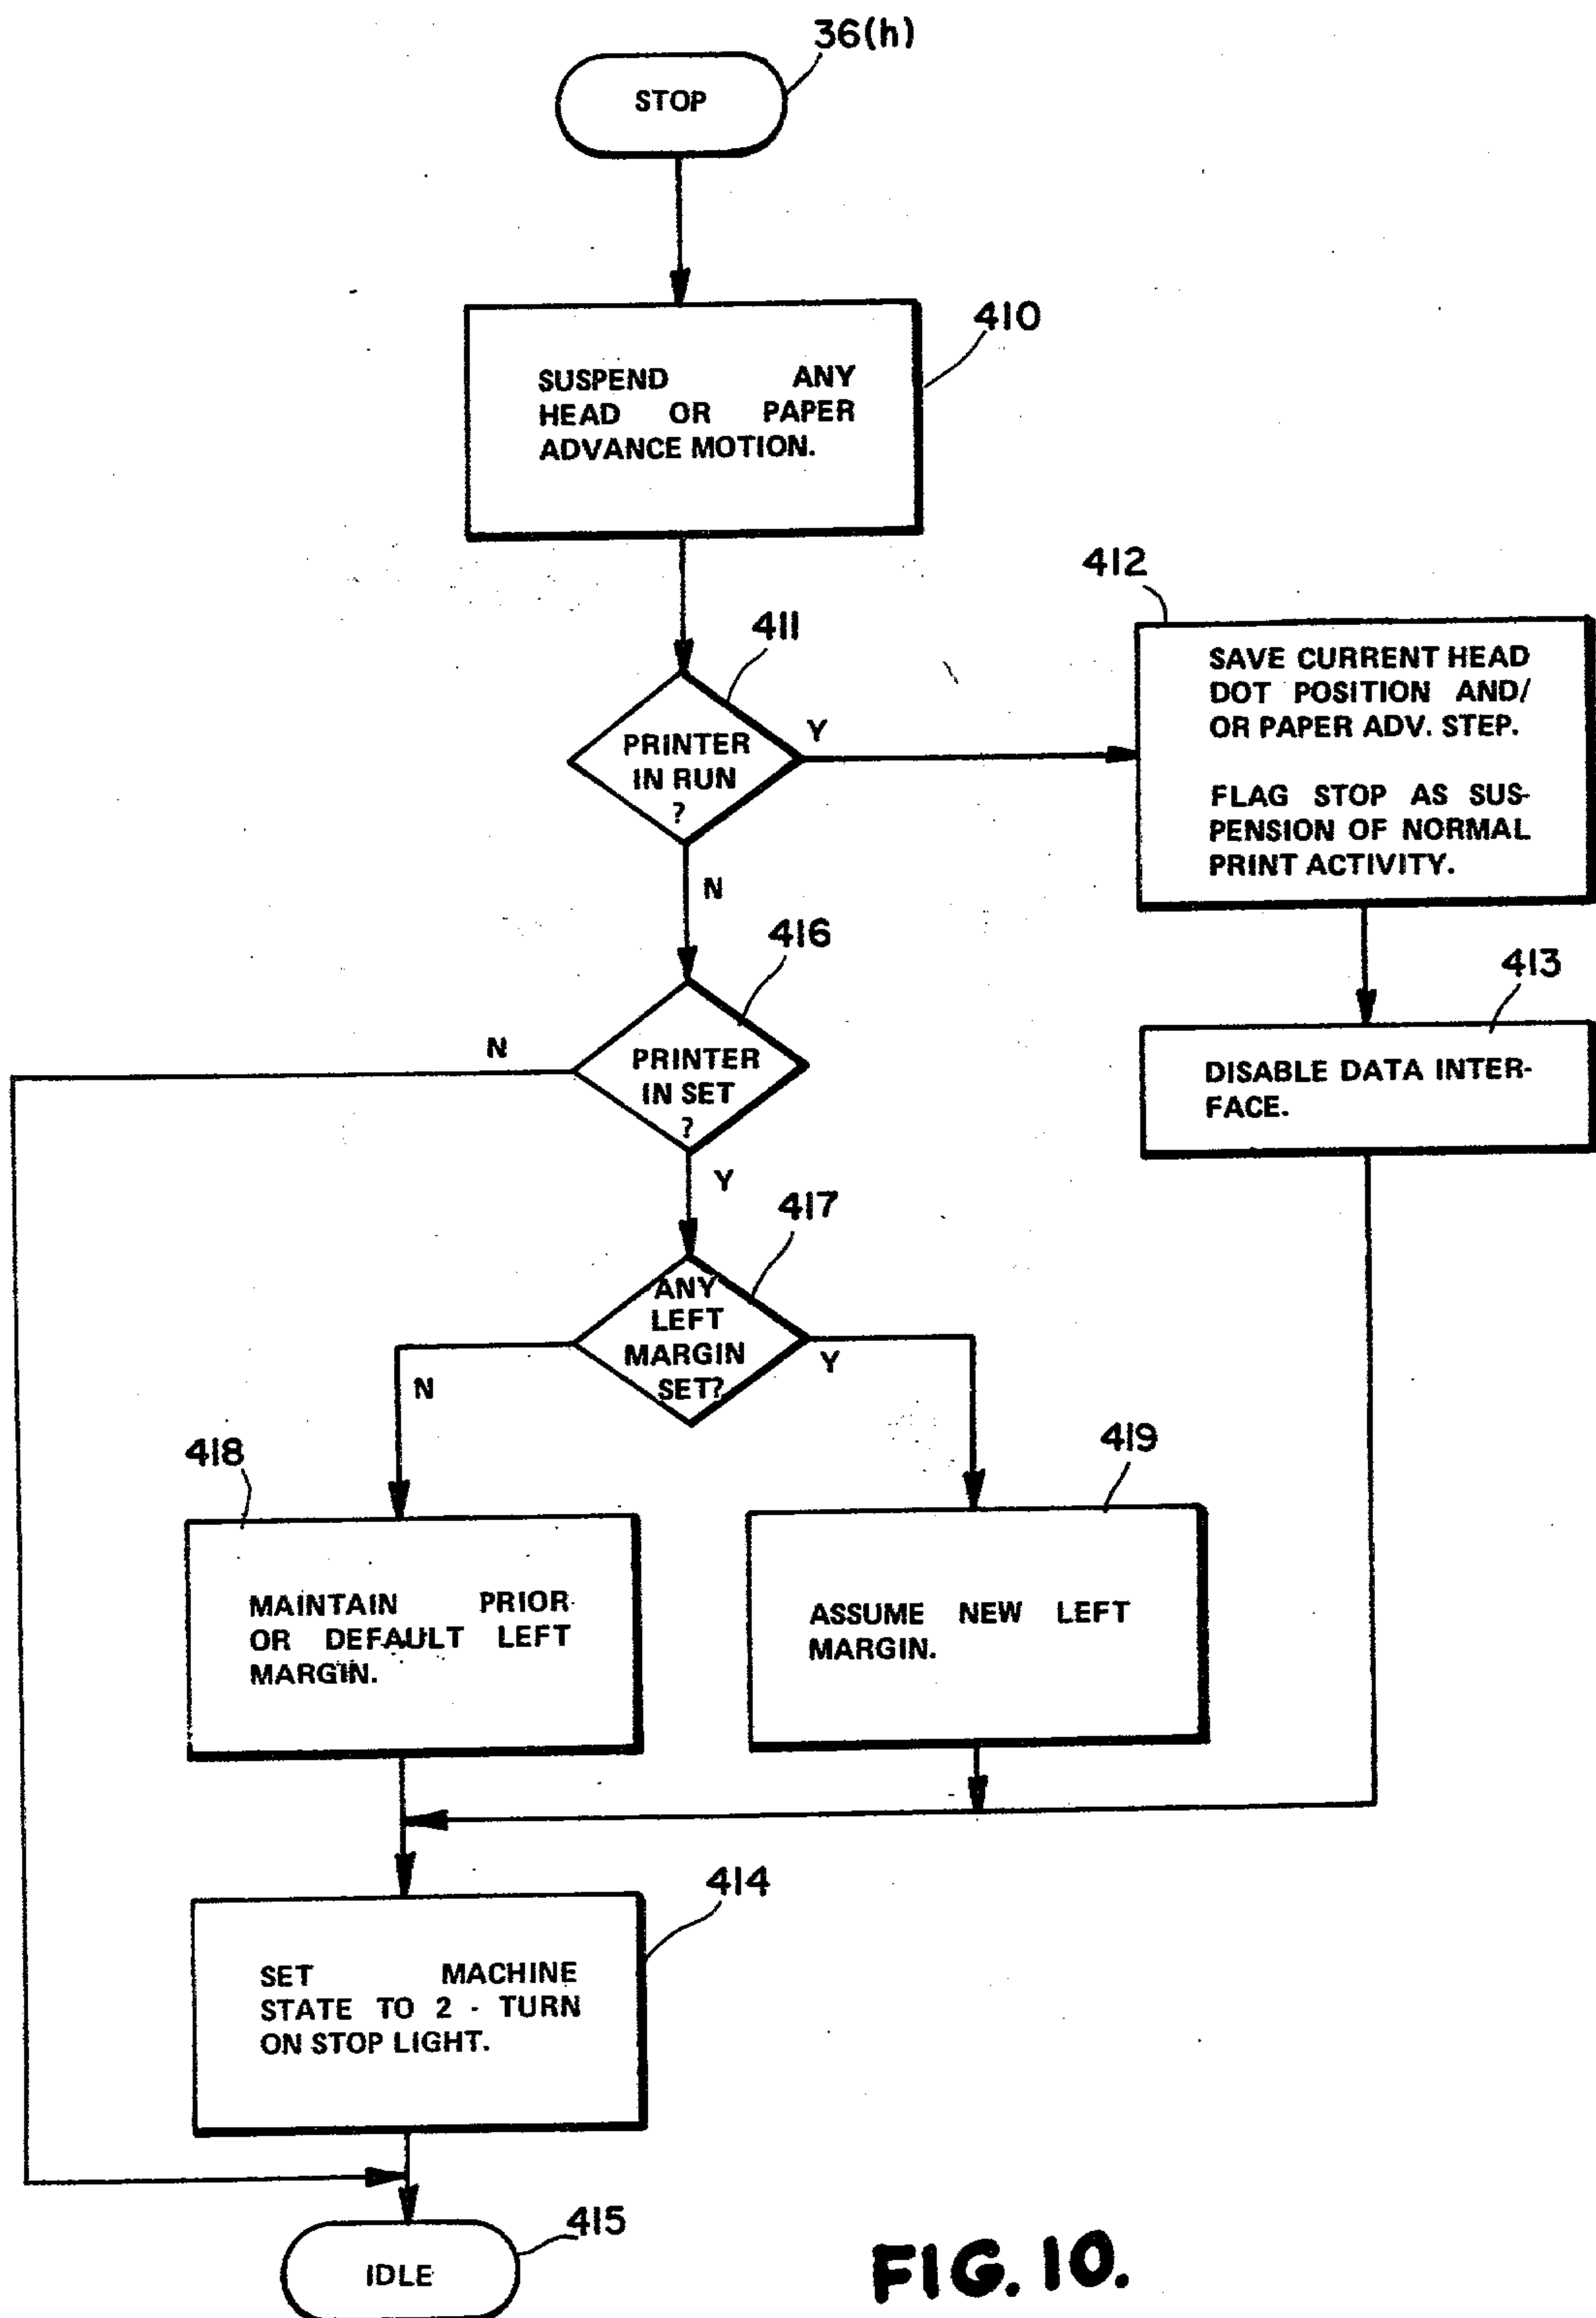 36(h)
STOP
410
SUSPEND ANY
HEAD OR PAPER
ADVANCE MOTION.
411
PRINTER
IN RUN
?
Y
N
412
SAVE CURRENT HEAD
DOT POSITION AND/
OR PAPER ADV. STEP.
FLAG STOP AS SUS-
PENSION OF NORMAL
PRINT ACTIVITY.
413
DISABLE DATA INTER-
FACE.
416
PRINTER
IN SET
?
N
Y
417
ANY
LEFT
MARGIN
SET?
N
Y
418
MAINTAIN PRIOR
OR DEFAULT LEFT
MARGIN.
419
ASSUME NEW LEFT
MARGIN.
414
SET MACHINE
STATE TO 2 - TURN
ON STOP LIGHT.
415
IDLE
FIG. 10.